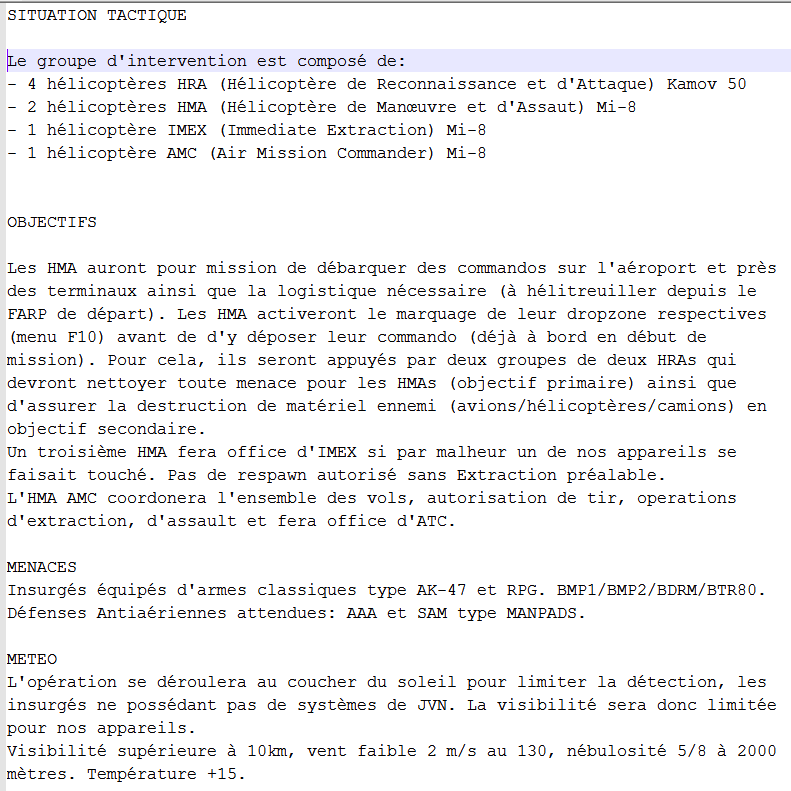 SITUATION TACTIQUE
Le groupe d'intervention est composé de:
- 4 hélicoptères HRA (Hélicoptère de Reconnaissance et d'Attaque) Kamov 50
- 2 hélicoptères HMA (Hélicoptère de Manœuvre et d'Assaut) Mi-8
- 1 hélicoptère IMEX (Immediate Extraction) Mi-8
- 1 hélicoptère AMC (Air Mission Commander) Mi-8
OBJECTIFS
Les HMA auront pour mission de débarquer des commandos sur l'aéroport et près
des terminaux ainsi que la logistique nécessaire (à hélitreuiller depuis le
FARP de départ). Les HMA activeront le marquage de leur dropzone respectives
(menu F10) avant de d'y déposer leur commando (déjà à bord en début de
mission). Pour cela, ils seront appuyés par deux groupes de deux HRAs qui
devront nettoyer toute menace pour les HMAs (objectif primaire) ainsi que
d'assurer la destruction de matériel ennemi (avions/hélicoptères/camions) en
objectif secondaire.
Un troisième HMA fera office d'IMEX si par malheur un de nos appareils se
faisait touché. Pas de respawn autorisé sans Extraction préalable.
L'HMA AMC coordonera l'ensemble des vols, autorisation de tir, operations
d'extraction, d'assault et fera office d'ATC.
MENACES
Insurgés équipés d'armes classiques type AK-47 et RPG. BMP1/BMP2/BDRM/BTR80.
Défenses Antiaériennes attendues: AAA et SAM type MANPADS.
METEO
L'opération se déroulera au coucher du soleil pour limiter la détection, les
insurgés ne possédant pas de systèmes de JVN. La visibilité sera donc limitée
pour nos appareils.
Visibilité supérieure à 10km, vent faible 2 m/s au 130, nébulosité 5/8 à 2000
mètres. Température +15.